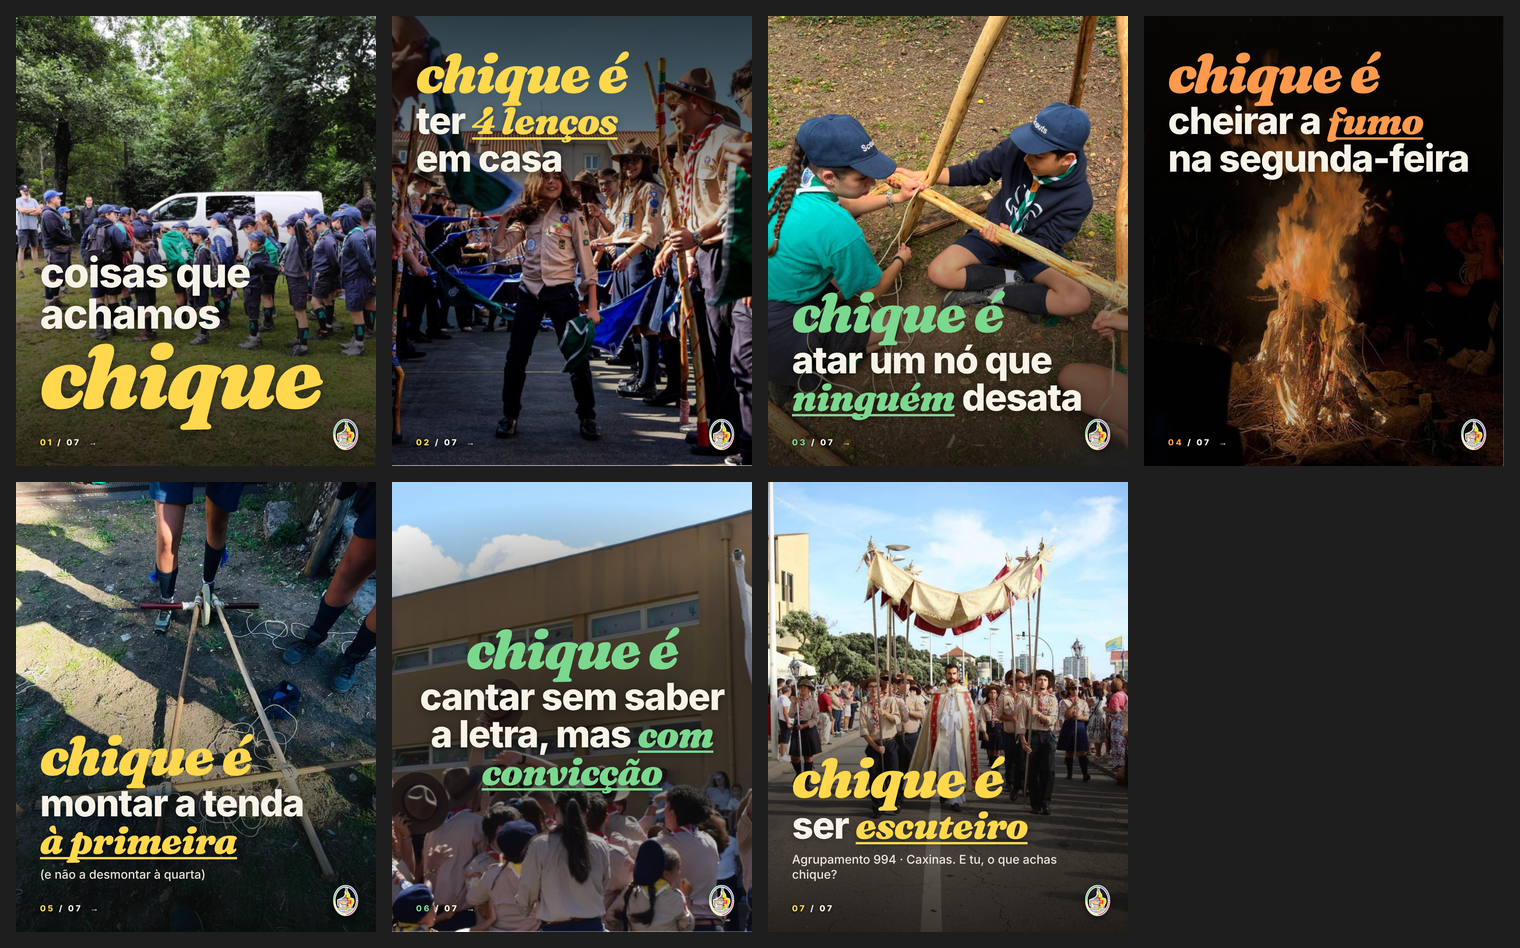 coisas que
achamos
chique
01 / 07 →
chique é
ter 4 lenços
em casa
02 / 07 →
chique é
atar um nó que
ninguém desata
03 / 07 →
chique é
cheirar a fumo
na segunda-feira
04 / 07 →
chique é
montar a tenda
à primeira
(e não a desmontar à quarta)
05 / 07 →
chique é
cantar sem saber
a letra, mas com
convicção
06 / 07 →
chique é
ser escuteiro
Agrupamento 994 · Caxinas. E tu, o que achas
chique?
07 / 07